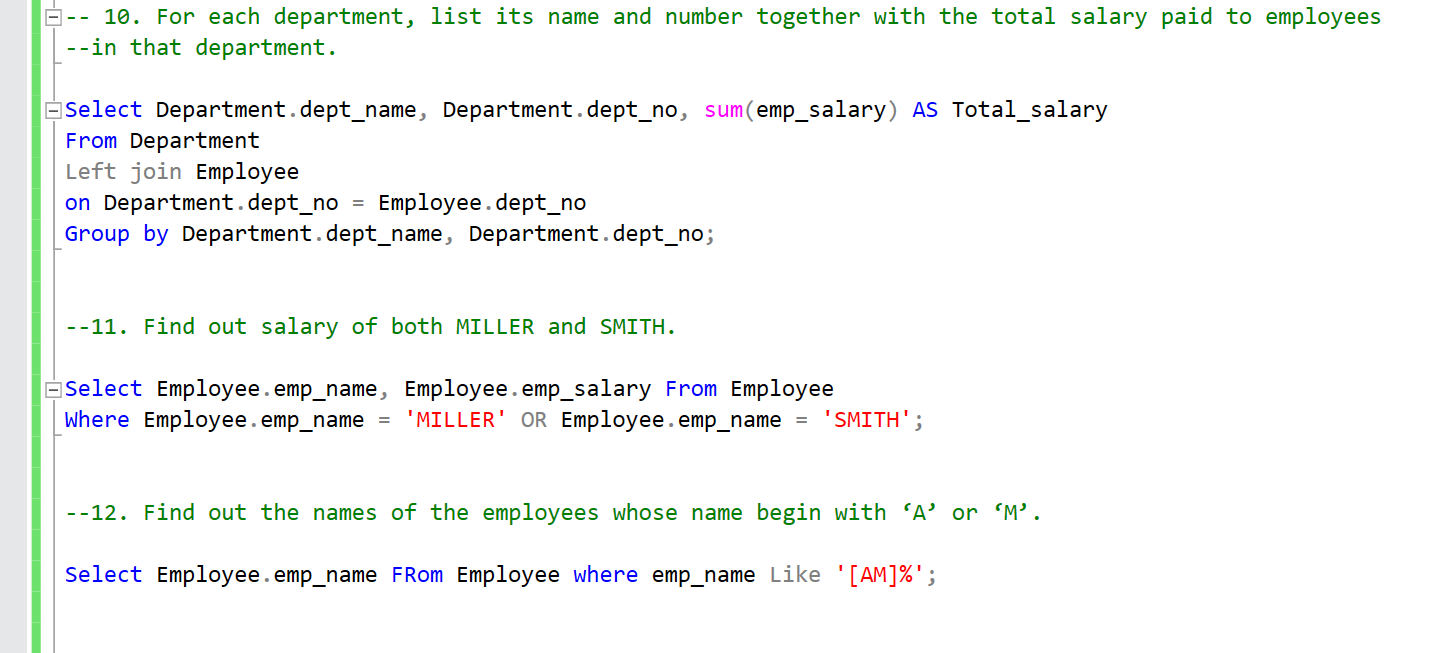 -- 10. For each department, list its name and number together with the total salary paid to employees
--in that department.
Select Department.dept_name, Department.dept_no, sum(emp_salary) AS Total_salary
From Department
Left join Employee
on Department.dept_no = Employee.dept_no
Group by Department.dept_name, Department.dept_no;
--11. Find out salary of both MILLER and SMITH.
Select Employee.emp_name, Employee.emp_salary From Employee
Where Employee.emp_name = 'MILLER' OR Employee.emp_name = 'SMITH';
--12. Find out the names of the employees whose name begin with ‘A’ or ‘M’.
Select Employee.emp_name FRom Employee where emp_name Like '[AM]%';